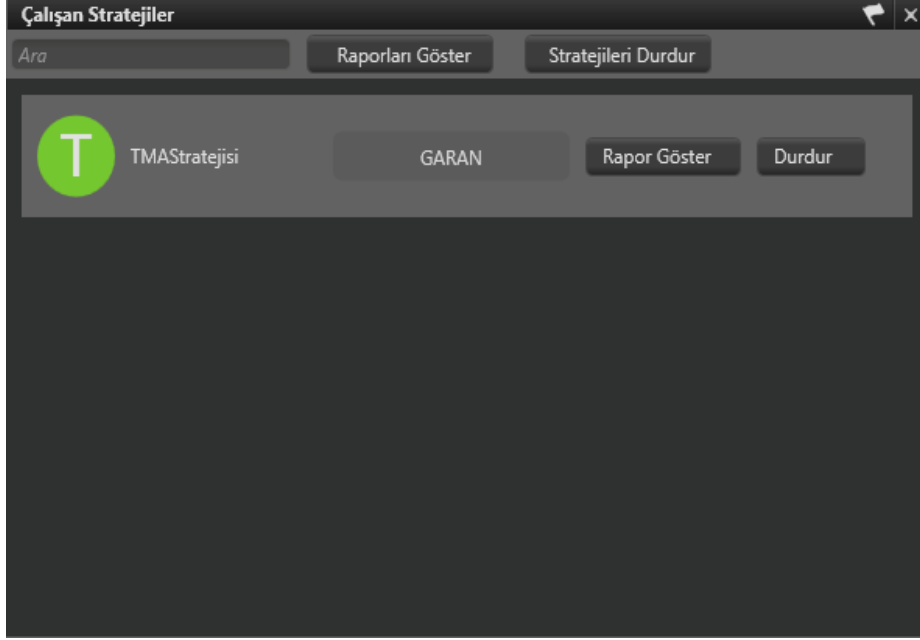 Çalışan Stratejiler
Ara Raporları Göster Stratejileri Durdur
T TMAStratejisi GARAN Rapor Göster Durdur